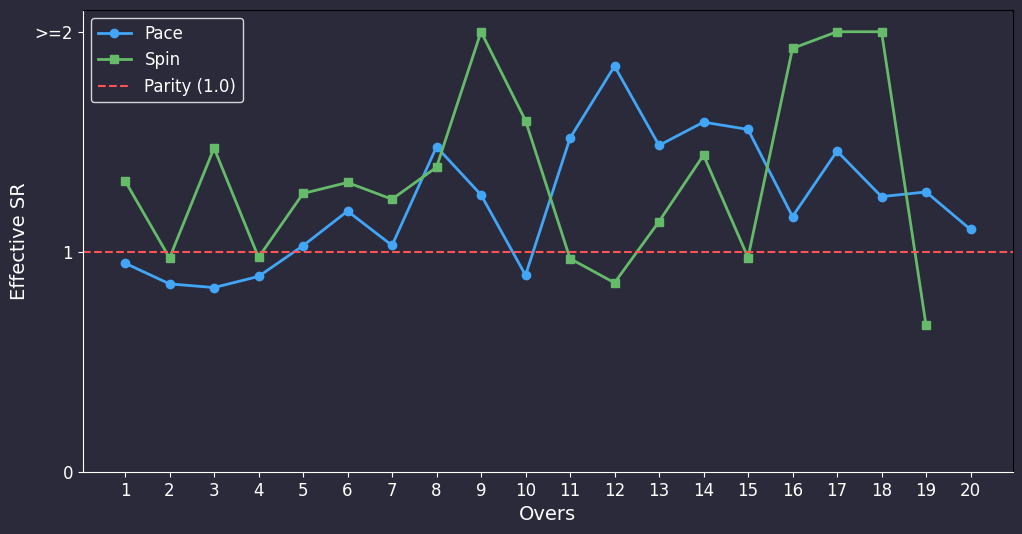 Pace
Spin
Parity (1.0)
>=2
1
0
Effective SR
1 2 3 4 5 6 7 8 9 10 11 12 13 14 15 16 17 18 19 20
Overs